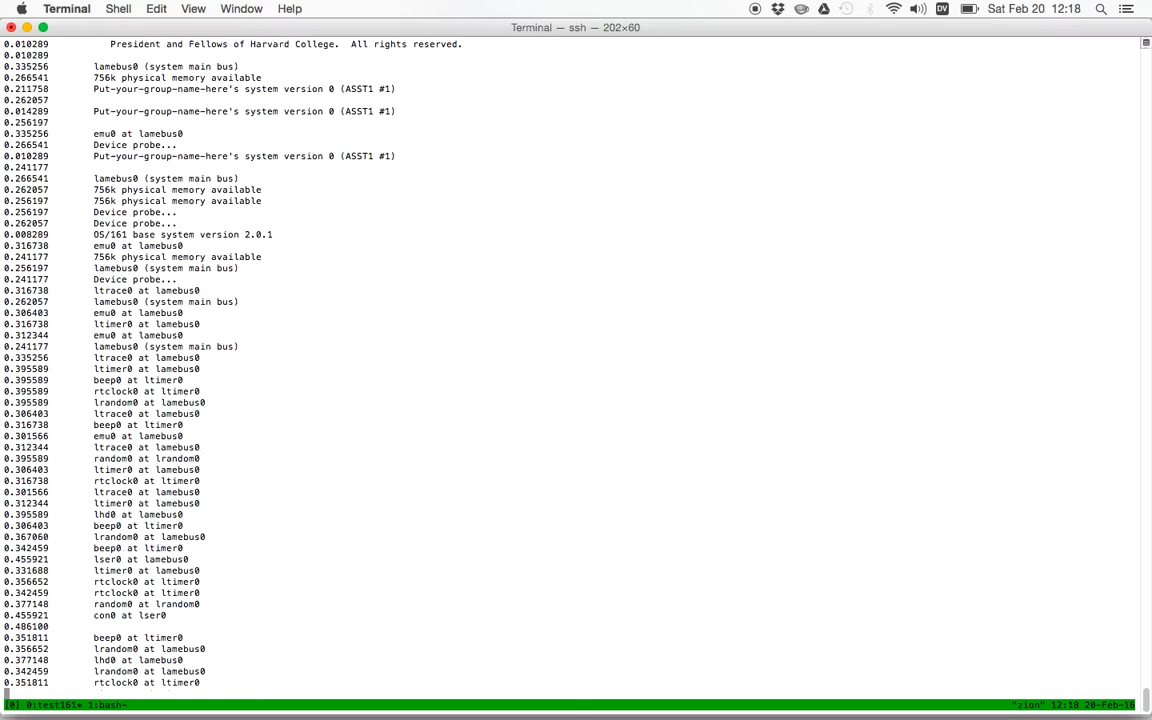 Terminal Shell Edit View Window Help DV Sat Feb 20 12:18
Terminal — ssh — 202×60
0.010289 President and Fellows of Harvard College. All rights reserved.
0.010289
0.335256 lamebus0 (system main bus)
0.266541 756k physical memory available
0.211758 Put-your-group-name-here's system version 0 (ASST1 #1)
0.262057
0.014289 Put-your-group-name-here's system version 0 (ASST1 #1)
0.256197
0.335256 emu0 at lamebus0
0.266541 Device probe...
0.010289 Put-your-group-name-here's system version 0 (ASST1 #1)
0.241177
0.266541 lamebus0 (system main bus)
0.262057 756k physical memory available
0.256197 756k physical memory available
0.256197 Device probe...
0.262057 Device probe...
0.008289 OS/161 base system version 2.0.1
0.316738 emu0 at lamebus0
0.241177 756k physical memory available
0.256197 lamebus0 (system main bus)
0.241177 Device probe...
0.316738 ltrace0 at lamebus0
0.262057 lamebus0 (system main bus)
0.306403 emu0 at lamebus0
0.316738 ltimer0 at lamebus0
0.312344 emu0 at lamebus0
0.241177 lamebus0 (system main bus)
0.335256 ltrace0 at lamebus0
0.395589 ltimer0 at lamebus0
0.395589 beep0 at ltimer0
0.395589 rtclock0 at ltimer0
0.395589 lrandom0 at lamebus0
0.306403 ltrace0 at lamebus0
0.316738 beep0 at ltimer0
0.301566 emu0 at lamebus0
0.312344 ltrace0 at lamebus0
0.395589 random0 at lrandom0
0.306403 ltimer0 at lamebus0
0.316738 rtclock0 at ltimer0
0.301566 ltrace0 at lamebus0
0.312344 ltimer0 at lamebus0
0.395589 lhd0 at lamebus0
0.306403 beep0 at ltimer0
0.367060 lrandom0 at lamebus0
0.342459 beep0 at ltimer0
0.455921 lser0 at lamebus0
0.331688 ltimer0 at lamebus0
0.356652 rtclock0 at ltimer0
0.342459 rtclock0 at ltimer0
0.377148 random0 at lrandom0
0.455921 con0 at lser0
0.486100
0.351811 beep0 at ltimer0
0.356652 lrandom0 at lamebus0
0.377148 lhd0 at lamebus0
0.342459 lrandom0 at lamebus0
0.351811 rtclock0 at ltimer0
[0] 0:test161* 1:bash- "zion" 12:18 20-Feb-16